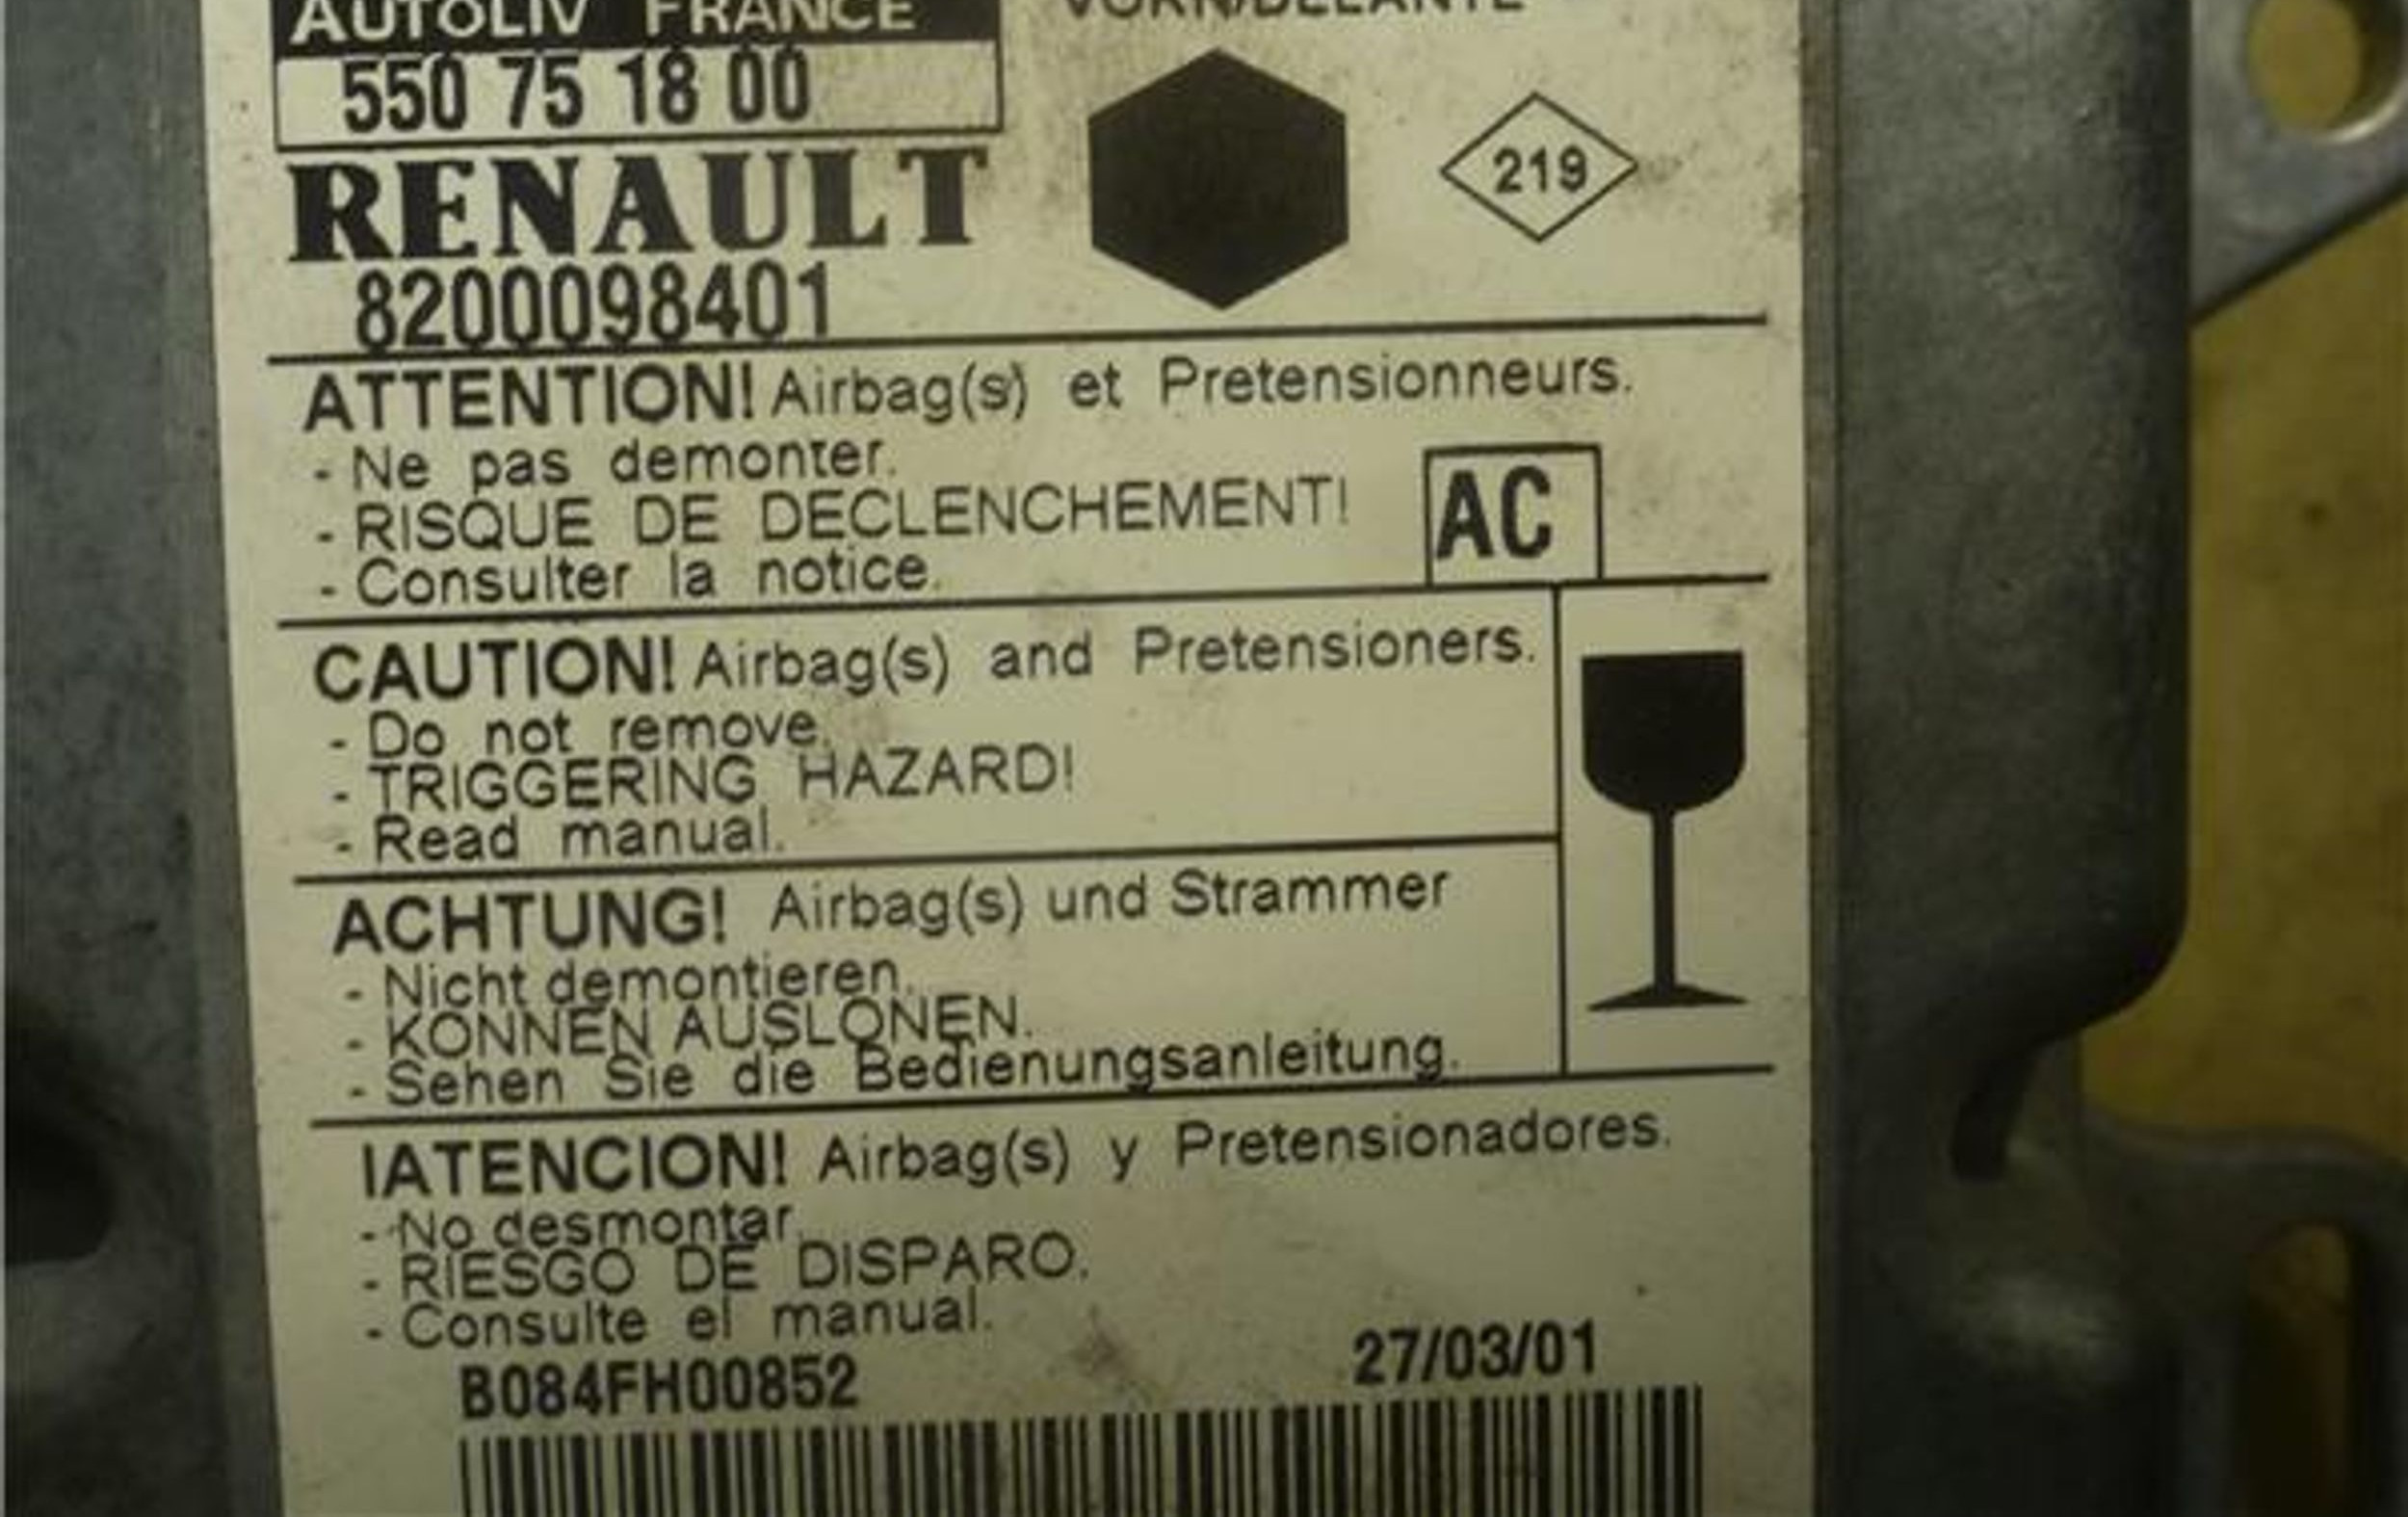 AUTOLIV FRANCE
VORN/DELANTE
550 75 18 00
RENAULT
219
8200098401
ATTENTION! Airbag(s) et Pretensionneurs.
- Ne pas demonter.
- RISQUE DE DECLENCHEMENT!
AC
- Consulter la notice.
CAUTION! Airbag(s) and Pretensioners.
- Do not remove.
- TRIGGERING HAZARD!
- Read manual.
ACHTUNG! Airbag(s) und Strammer
- Nicht demontieren.
- KONNEN AUSLONEN.
- Sehen Sie die Bedienungsanleitung.
IATENCION! Airbag(s) y Pretensionadores.
- No desmontar.
- RIESGO DE DISPARO.
- Consulte el manual.
B084FH00852
27/03/01